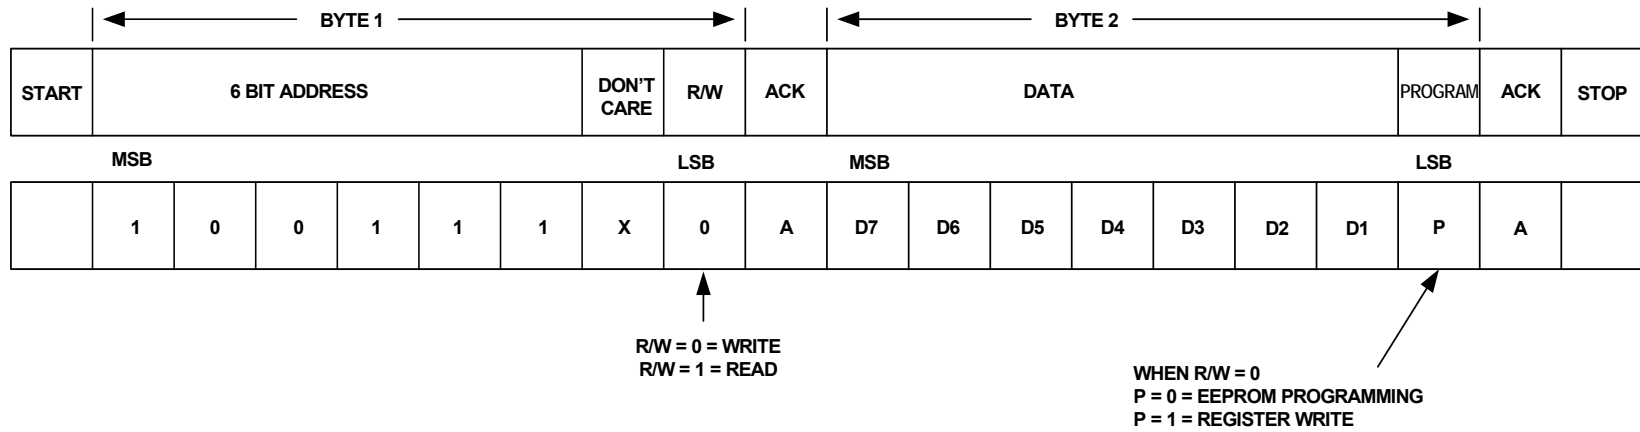 BYTE 1 BYTE 2
START 6 BIT ADDRESS DON'T CARE R/W ACK DATA PROGRAM ACK STOP
MSB LSB MSB LSB
1 0 0 1 1 1 X 0 A D7 D6 D5 D4 D3 D2 D1 P A
R/W = 0 = WRITE
R/W = 1 = READ
WHEN R/W = 0
P = 0 = EEPROM PROGRAMMING
P = 1 = REGISTER WRITE